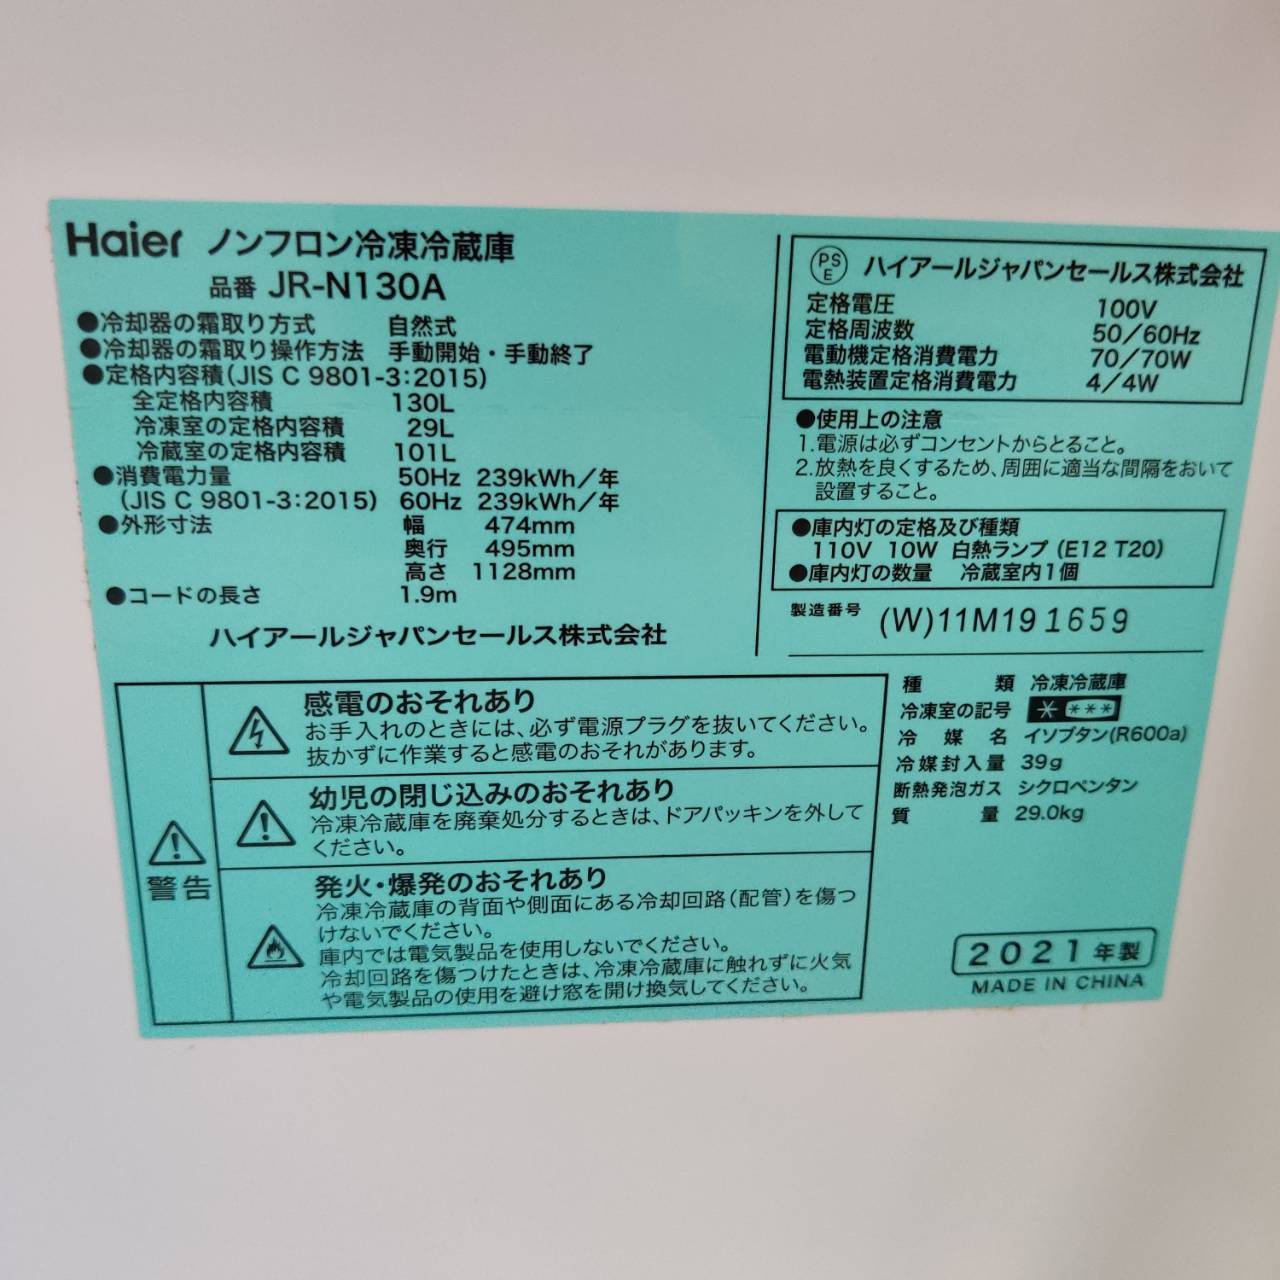 Haier ノンフロン冷凍冷蔵庫
品番 JR-N130A
●冷却器の霜取り方式 自然式
●冷却器の霜取り操作方法 手動開始・手動終了
●定格内容積(JIS C 9801-3:2015)
全定格内容積 130L
冷凍室の定格内容積 29L
冷蔵室の定格内容積 101L
●消費電力量 50Hz 239kWh/年
(JIS C 9801-3:2015) 60Hz 239kWh/年
●外形寸法 幅 474mm
奥行 495mm
高さ 1128mm
●コードの長さ 1.9m
ハイアールジャパンセールス株式会社
PSE ハイアールジャパンセールス株式会社
定格電圧 100V
定格周波数 50/60Hz
電動機定格消費電力 70/70W
電熱装置定格消費電力 4/4W
●使用上の注意
1.電源は必ずコンセントからとること。
2.放熱を良くするため、周囲に適当な間隔をおいて
設置すること。
●庫内灯の定格及び種類
110V 10W 白熱ランプ (E12 T20)
●庫内灯の数量 冷蔵室内1個
製造番号 (W)11M191659
警告
感電のおそれあり
お手入れのときには、必ず電源プラグを抜いてください。
抜かずに作業すると感電のおそれがあります。
幼児の閉じ込みのおそれあり
冷凍冷蔵庫を廃棄処分するときは、ドアパッキンを外して
ください。
発火・爆発のおそれあり
冷凍冷蔵庫の背面や側面にある冷却回路(配管)を傷つ
けないでください。
庫内では電気製品を使用しないでください。
冷却回路を傷つけたときは、冷凍冷蔵庫に触れずに火気
や電気製品の使用を避け窓を開け換気してください。
種類 冷凍冷蔵庫
冷凍室の記号 * ***
冷媒名 イソブタン(R600a)
冷媒封入量 39g
断熱発泡ガス シクロペンタン
質量 29.0kg
2021年製
MADE IN CHINA